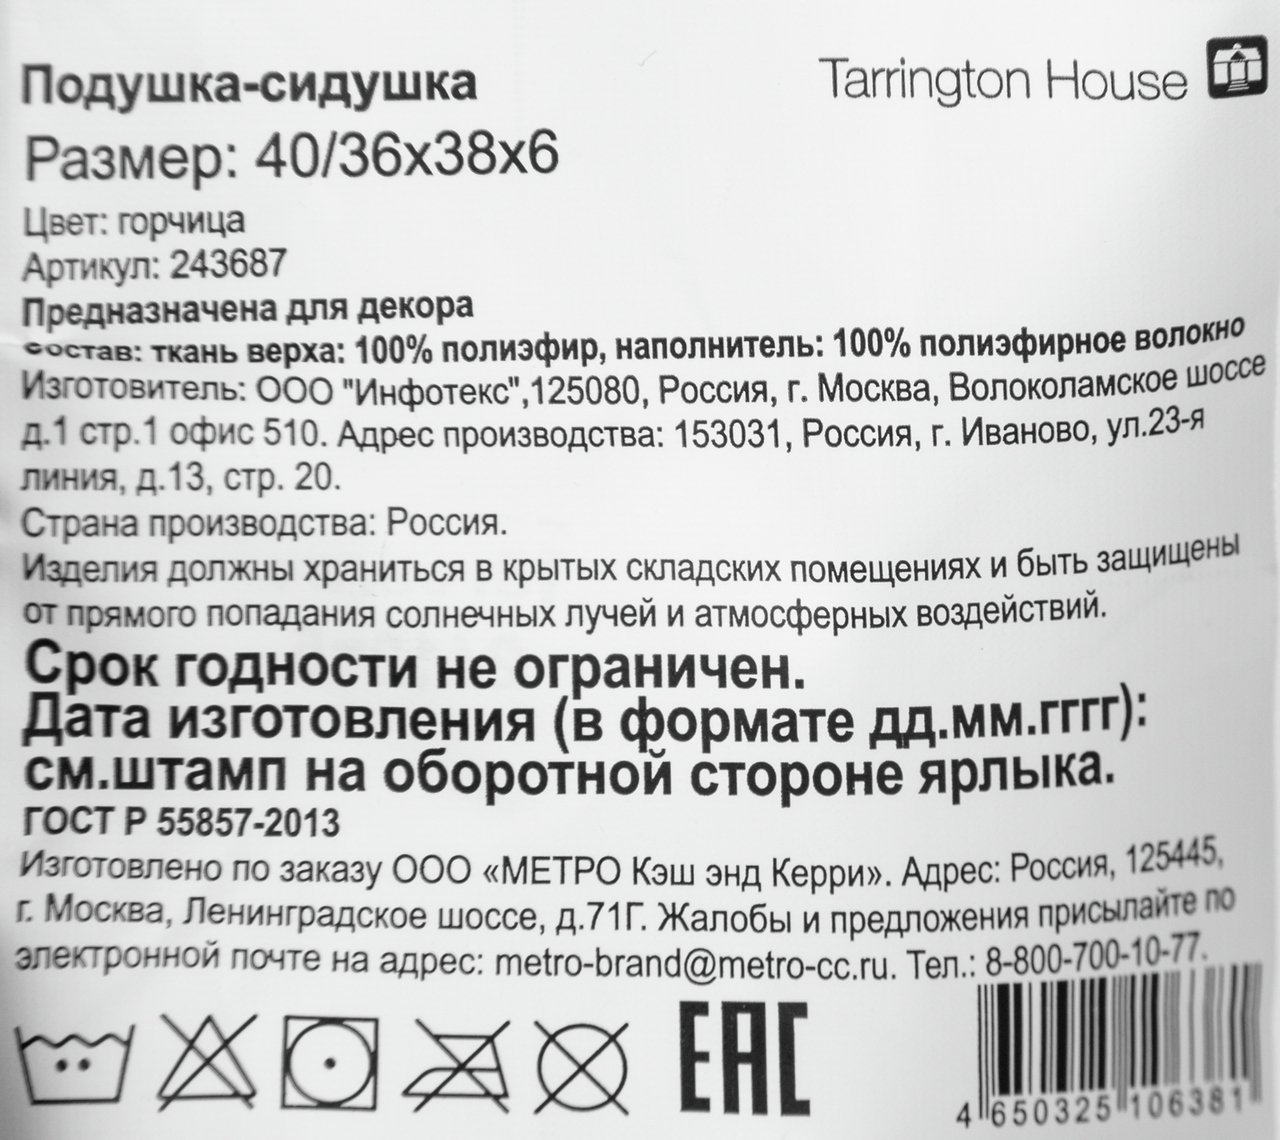 Подушка-сидушка
Tarrington House
Размер: 40/36х38х6
Цвет: горчица
Артикул: 243687
Предназначена для декора
Состав: ткань верха: 100% полиэфир, наполнитель: 100% полиэфирное волокно
Изготовитель: ООО "Инфотекс",125080, Россия, г. Москва, Волоколамское шоссе
д.1 стр.1 офис 510. Адрес производства: 153031, Россия, г. Иваново, ул.23-я
линия, д.13, стр. 20.
Страна производства: Россия.
Изделия должны храниться в крытых складских помещениях и быть защищены
от прямого попадания солнечных лучей и атмосферных воздействий.
Срок годности не ограничен.
Дата изготовления (в формате дд.мм.гггг):
см.штамп на оборотной стороне ярлыка.
ГОСТ Р 55857-2013
Изготовлено по заказу ООО «МЕТРО Кэш энд Керри». Адрес: Россия, 125445,
г. Москва, Ленинградское шоссе, д.71Г. Жалобы и предложения присылайте по
электронной почте на адрес: metro-brand@metro-cc.ru. Тел.: 8-800-700-10-77.
ЕАС
4 650325 106381